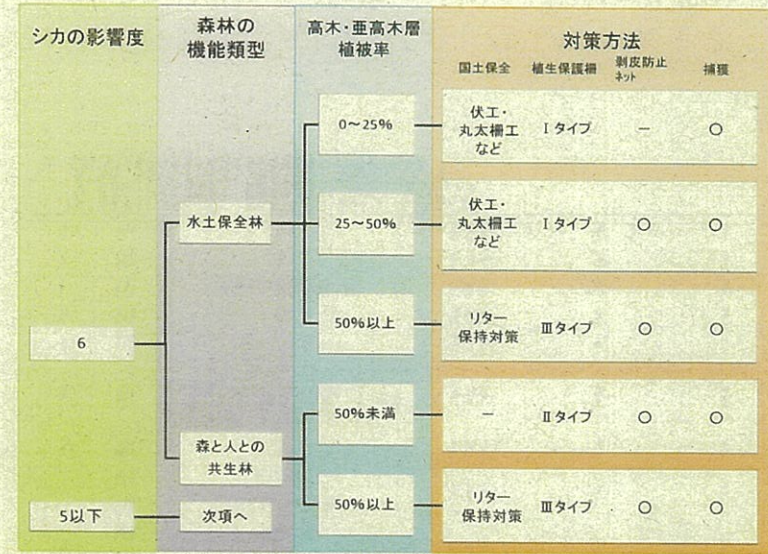 シカの影響度
森林の
機能類型
高木・亜高木層
植被率
対策方法
国土保全
植生保護柵
剥皮防止
ネット
捕獲
6
水土保全林
0〜25%
伏工・
丸太柵工
など
Ⅰタイプ
−
○
25〜50%
伏工・
丸太柵工
など
Ⅰタイプ
○
○
50%以上
リター
保持対策
Ⅲタイプ
○
○
森と人との
共生林
50%未満
−
Ⅱタイプ
○
○
50%以上
リター
保持対策
Ⅲタイプ
○
○
5以下
次項へ